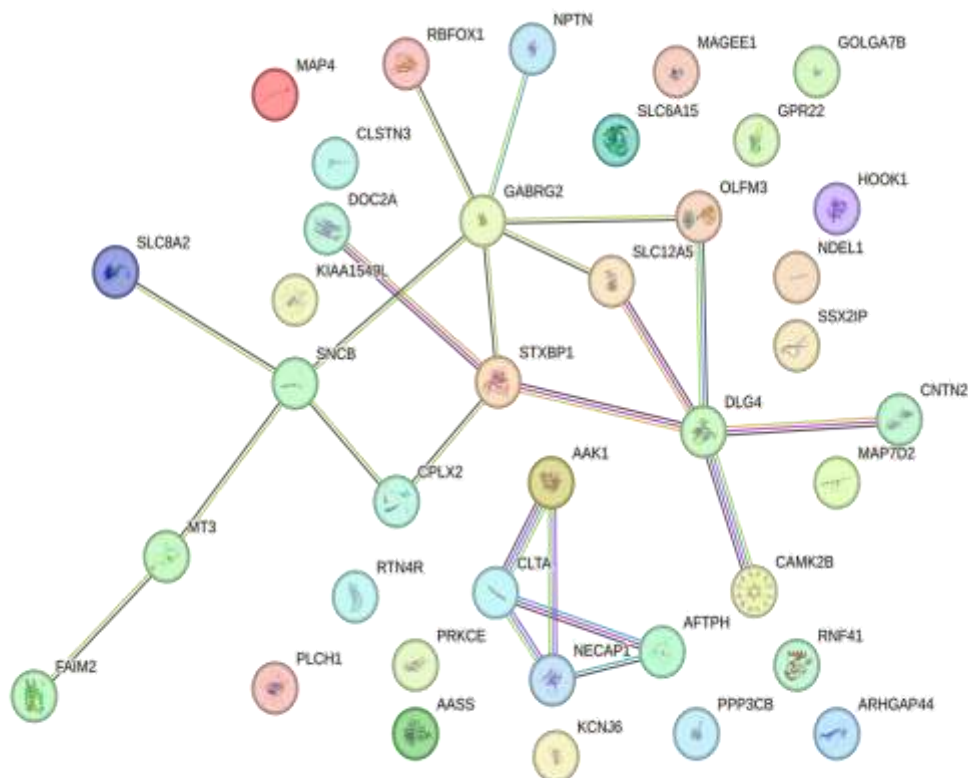 NPTN
RBFOX1
MAGEE1
GOLGA7B
MAP4
SLC6A15
GPR22
CLSTN3
HOOK1
GABRG2
OLFM3
DOC2A
SLC8A2
SLC12A5
NDEL1
KIAA1549L
SSX2IP
SNCB
STXBP1
CNTN2
DLG4
AAK1
MAP7D2
CPLX2
MT3
RTN4R
CLTA
CAMK2B
AFTPH
PRKCE
NECAP1
RNF41
FAIM2
PLCH1
AASS
KCNJ6
PPP3CB
ARHGAP44